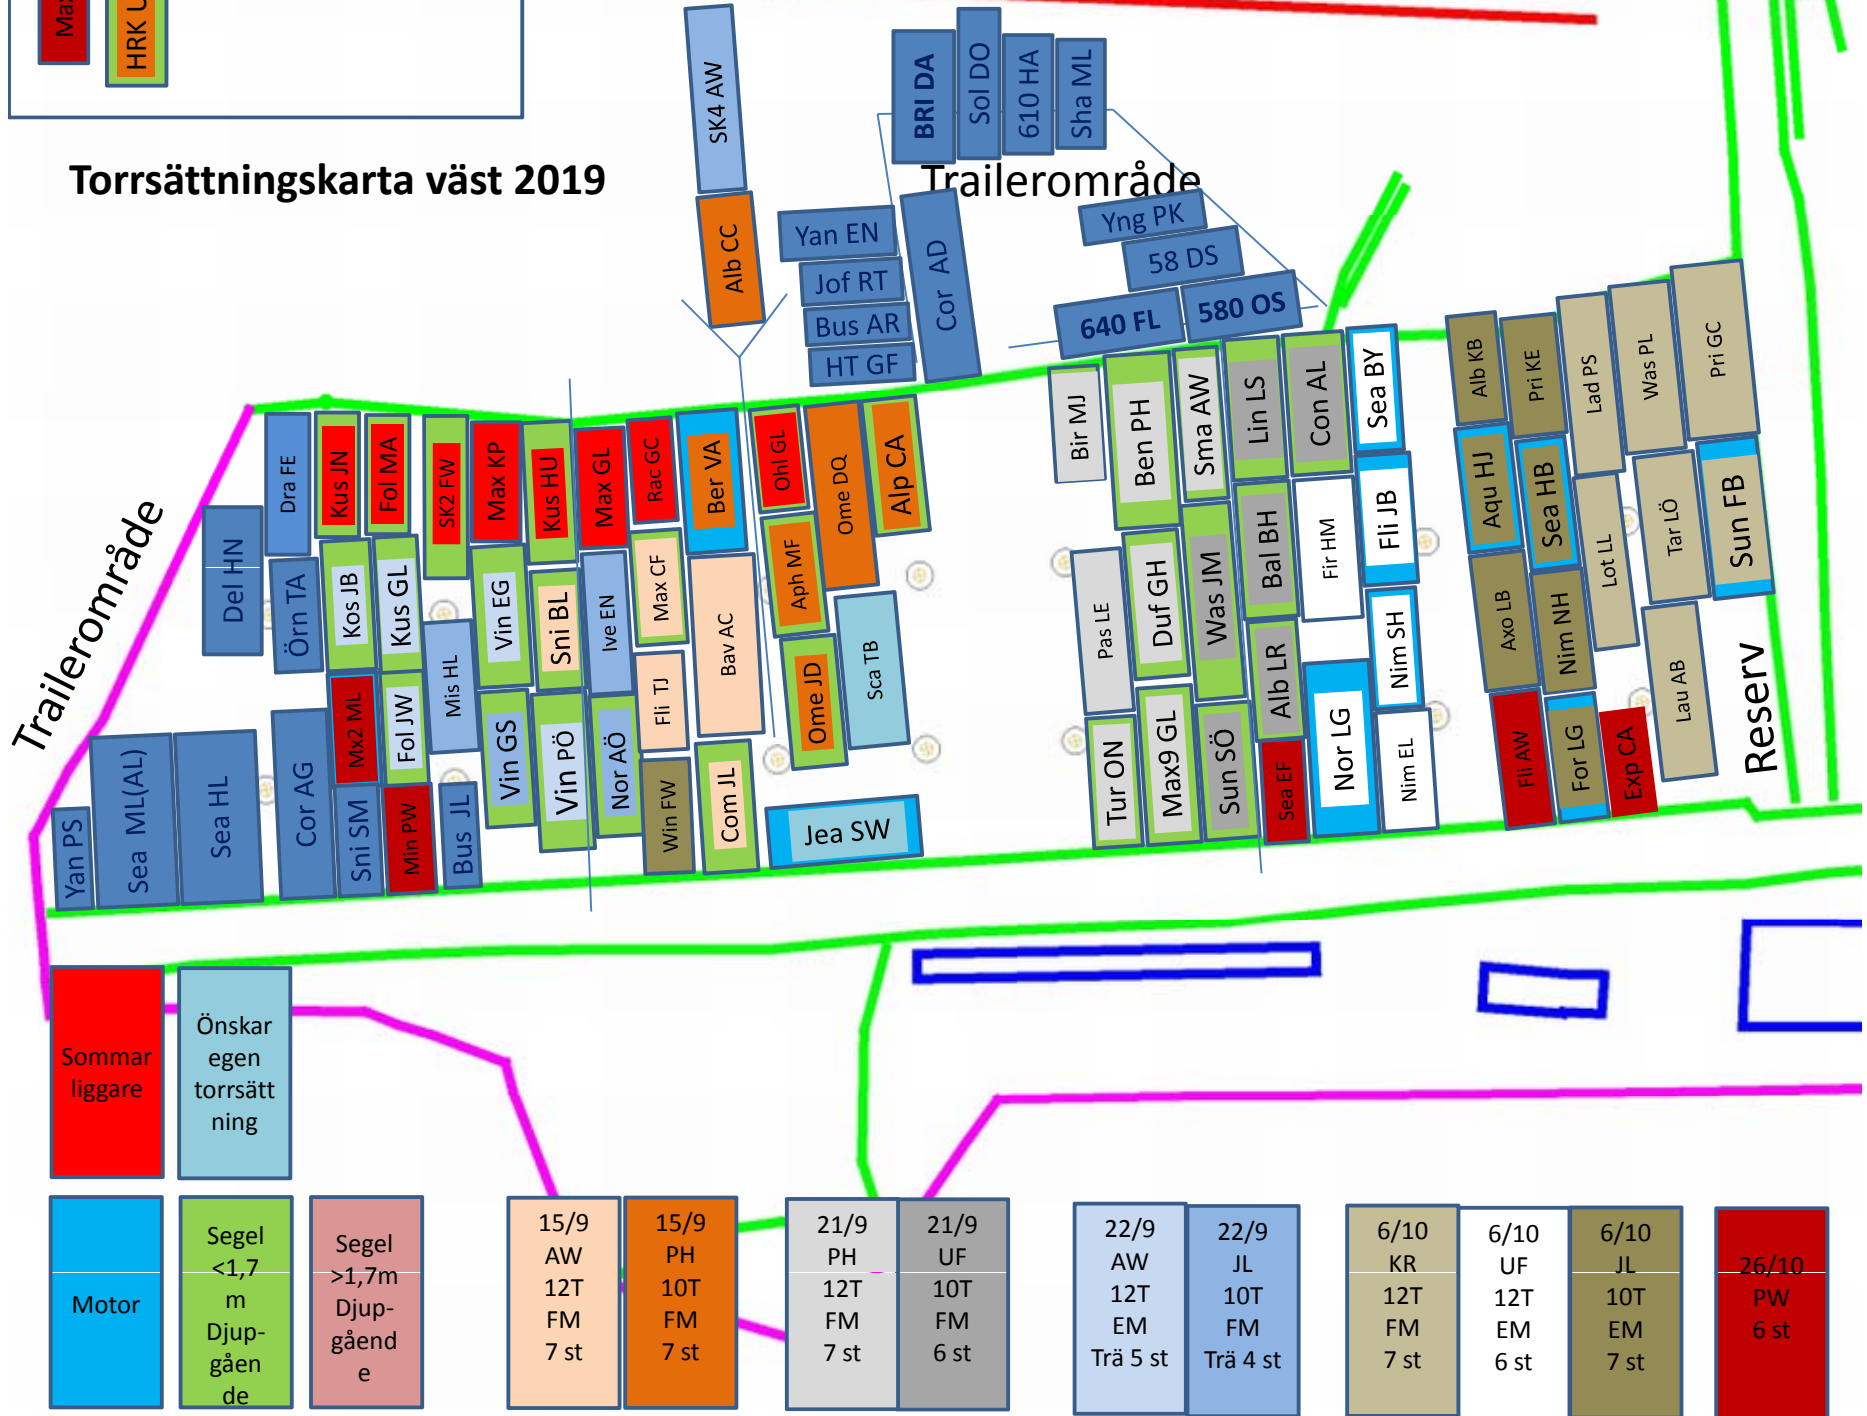 Max
HRK U
Torrsättningskarta väst 2019
SK4 AW
Alb CC
BRI DA
Sol DO
610 HA
Sha ML
Trailerområde
Yan EN
Jof RT
Bus AR
HT GF
Cor AD
Yng PK
58 DS
640 FL
580 OS
Trailerområde
Del HN
Dra FE
Kus JN
Fol MA
SK2 FW
Max KP
Kus HU
Max GL
Rac GC
Ber VA
Ohl GL
Ome DQ
Alp CA
Örn TA
Kos JB
Kus GL
Mis HL
Vin EG
Sni BL
Ive EN
Max CF
Bav AC
Aph MF
Sca TB
Mx2 ML
Fol JW
Vin GS
Vin PÖ
Nor AÖ
Fli TJ
Ome JD
Yan PS
Sea ML(AL)
Sea HL
Cor AG
Sni SM
Min PW
Bus JL
Win FW
Com JL
Jea SW
Bir MJ
Ben PH
Sma AW
Lin LS
Con AL
Sea BY
Pas LE
Duf GH
Was JM
Bal BH
Fir HM
Fli JB
Tur ON
Max9 GL
Sun SÖ
Alb LR
Sea EF
Nor LG
Nim SH
Nim EL
Alb KB
Pri KE
Lad PS
Was PL
Pri GC
Aqu HJ
Sea HB
Lot LL
Tar LÖ
Sun FB
Axo LB
Nim NH
Lau AB
Fli AW
For LG
Exp CA
Reserv
Sommar
liggare
Önskar
egen
torrsätt
ning
Motor
Segel
<1,7
m
Djup-
gåen
de
Segel
>1,7m
Djup-
gåend
e
15/9
AW
12T
FM
7 st
15/9
PH
10T
FM
7 st
21/9
PH
12T
FM
7 st
21/9
UF
10T
FM
6 st
22/9
AW
12T
EM
Trä 5 st
22/9
JL
10T
FM
Trä 4 st
6/10
KR
12T
FM
7 st
6/10
UF
12T
EM
6 st
6/10
JL
10T
EM
7 st
26/10
PW
6 st